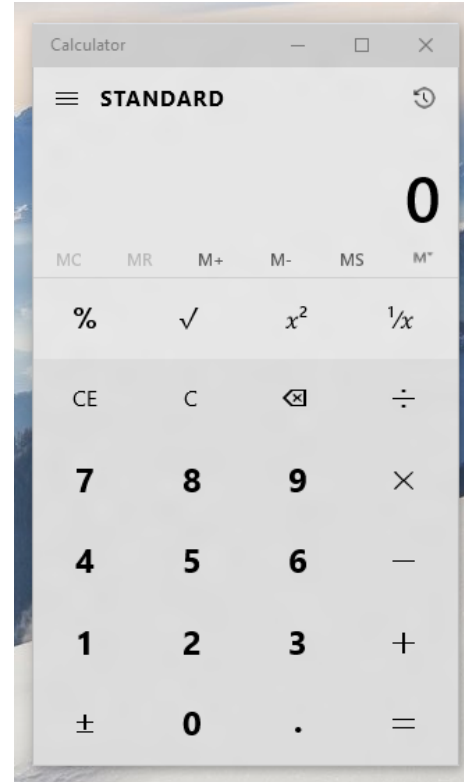 Calculator
STANDARD
0
MC MR M+ M- MS M˅
% √ x² ¹/x
CE C ÷
7 8 9 ×
4 5 6 −
1 2 3 +
± 0 . =